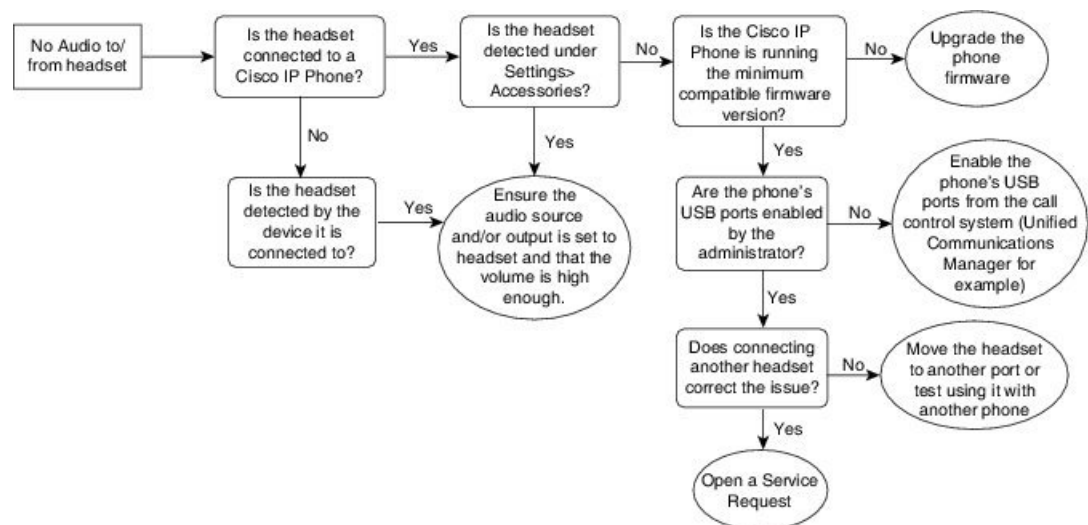 No Audio to/
from headset
Is the headset
connected to a
Cisco IP Phone?
Yes
Is the headset
detected under
Settings>
Accessories?
No
Is the Cisco IP
Phone is running
the minimum
compatible firmware
version?
No
Upgrade the
phone
firmware
No
Yes
Yes
Is the headset
detected by the
device it is
connected to?
Yes
Ensure the
audio source
and/or output is set to
headset and that the
volume is high
enough.
Are the phone's
USB ports enabled
by the
administrator?
No
Enable the
phone's USB
ports from the call
control system (Unified
Communications
Manager for
example)
Yes
Does connecting
another headset
correct the issue?
No
Move the headset
to another port or
test using it with
another phone
Yes
Open a Service
Request